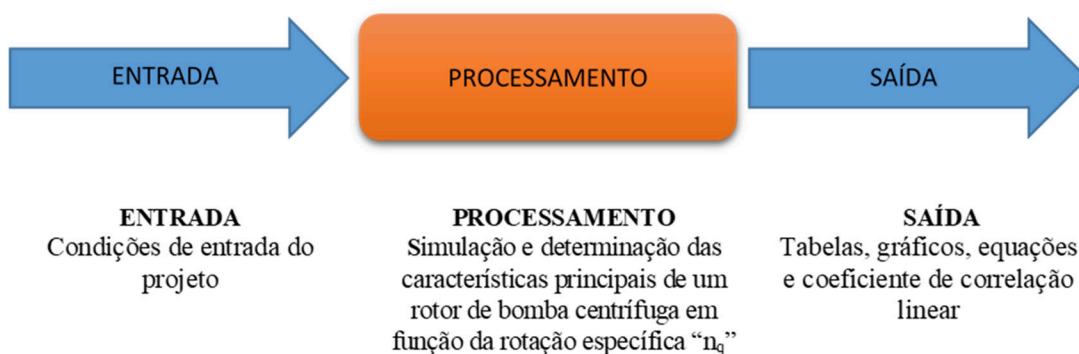 ENTRADA
PROCESSAMENTO
SAÍDA
ENTRADA
Condições de entrada do
projeto
PROCESSAMENTO
Simulação e determinação das
características principais de um
rotor de bomba centrífuga em
função da rotação específica “nq”
SAÍDA
Tabelas, gráficos, equações
e coeficiente de correlação
linear